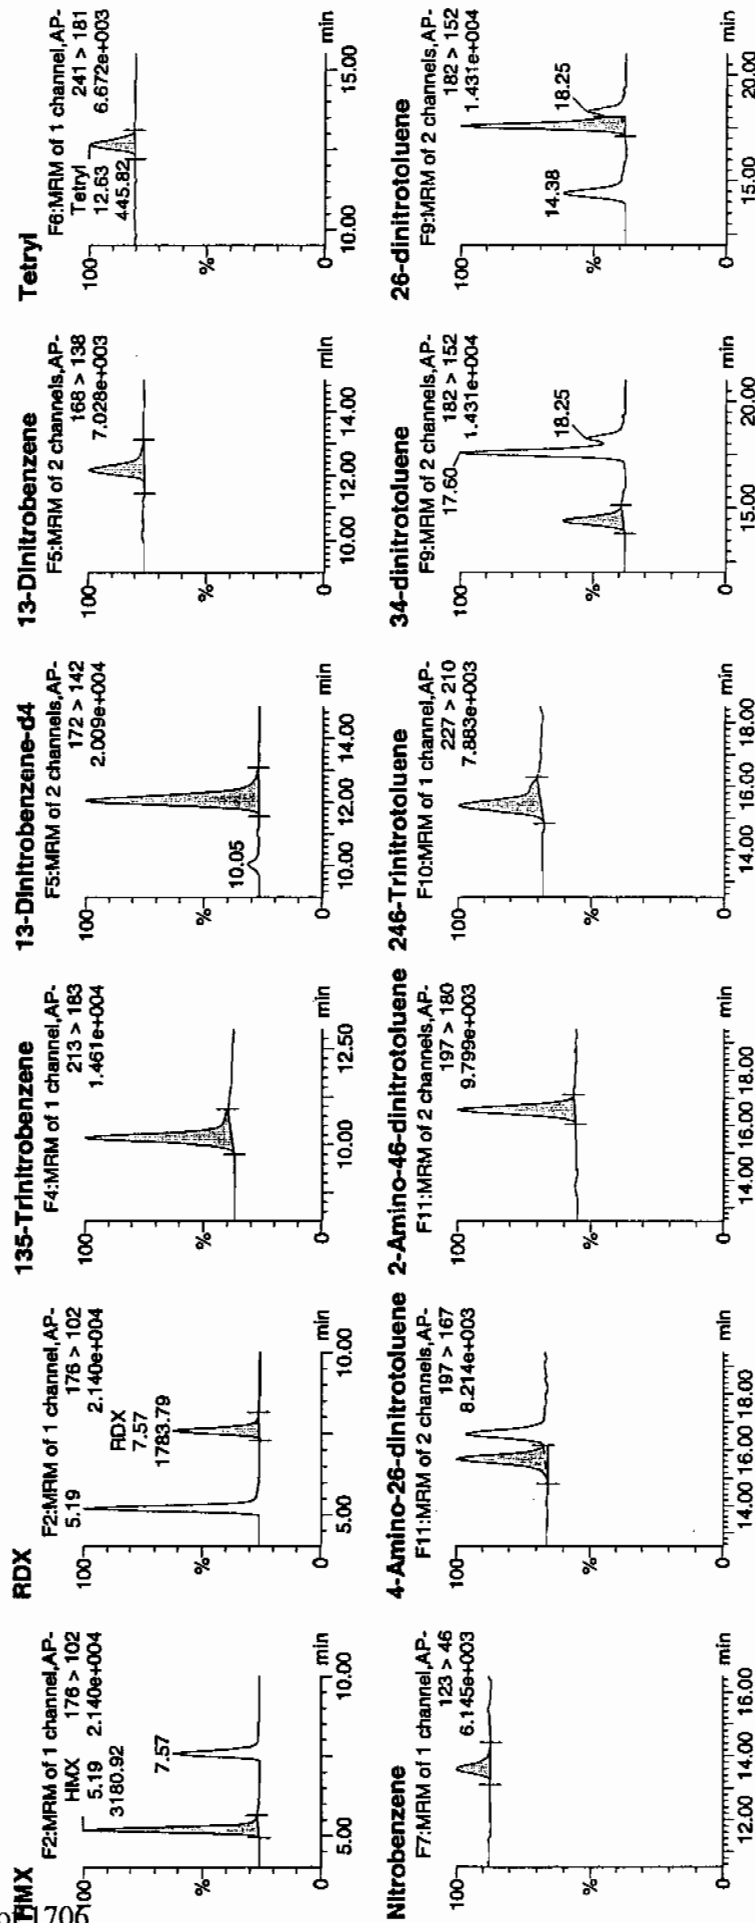 HMX
F2:MRM of 1 channel,AP-
HMX 176 > 102
5.19 2.140e+004
3180.92
7.57
100
%
0
5.00 10.00
min
RDX
F2:MRM of 1 channel,AP-
5.19 176 > 102
2.140e+004
RDX
7.57
1783.79
100
%
0
5.00 10.00
min
135-Trinitrobenzene
F4:MRM of 1 channel,AP-
213 > 183
1.461e+004
100
%
0
10.00 12.50
min
13-Dinitrobenzene-d4
F5:MRM of 2 channels,AP-
172 > 142
2.009e+004
10.05
100
%
0
10.00 12.00 14.00
min
13-Dinitrobenzene
F5:MRM of 2 channels,AP-
168 > 138
7.028e+003
100
%
0
10.00 12.00 14.00
min
Tetryl
F6:MRM of 1 channel,AP-
Tetryl 241 > 181
12.63 6.672e+003
445.82
100
%
0
10.00 15.00
min
Nitrobenzene
F7:MRM of 1 channel,AP-
123 > 46
6.145e+003
100
%
0
12.00 14.00 16.00
min
4-Amino-26-dinitrotoluene
F11:MRM of 2 channels,AP-
197 > 167
8.214e+003
100
%
0
14.00 16.00 18.00
min
2-Amino-46-dinitrotoluene
F11:MRM of 2 channels,AP-
197 > 180
9.799e+003
100
%
0
14.00 16.00 18.00
min
246-Trinitrotoluene
F10:MRM of 1 channel,AP-
227 > 210
7.883e+003
100
%
0
14.00 16.00 18.00
min
34-dinitrotoluene
F9:MRM of 2 channels,AP-
17.60 182 > 152
1.431e+004
18.25
100
%
0
15.00 20.00
min
26-dinitrotoluene
F9:MRM of 2 channels,AP-
182 > 152
1.431e+004
14.38
18.25
100
%
0
15.00 20.00
min
1706